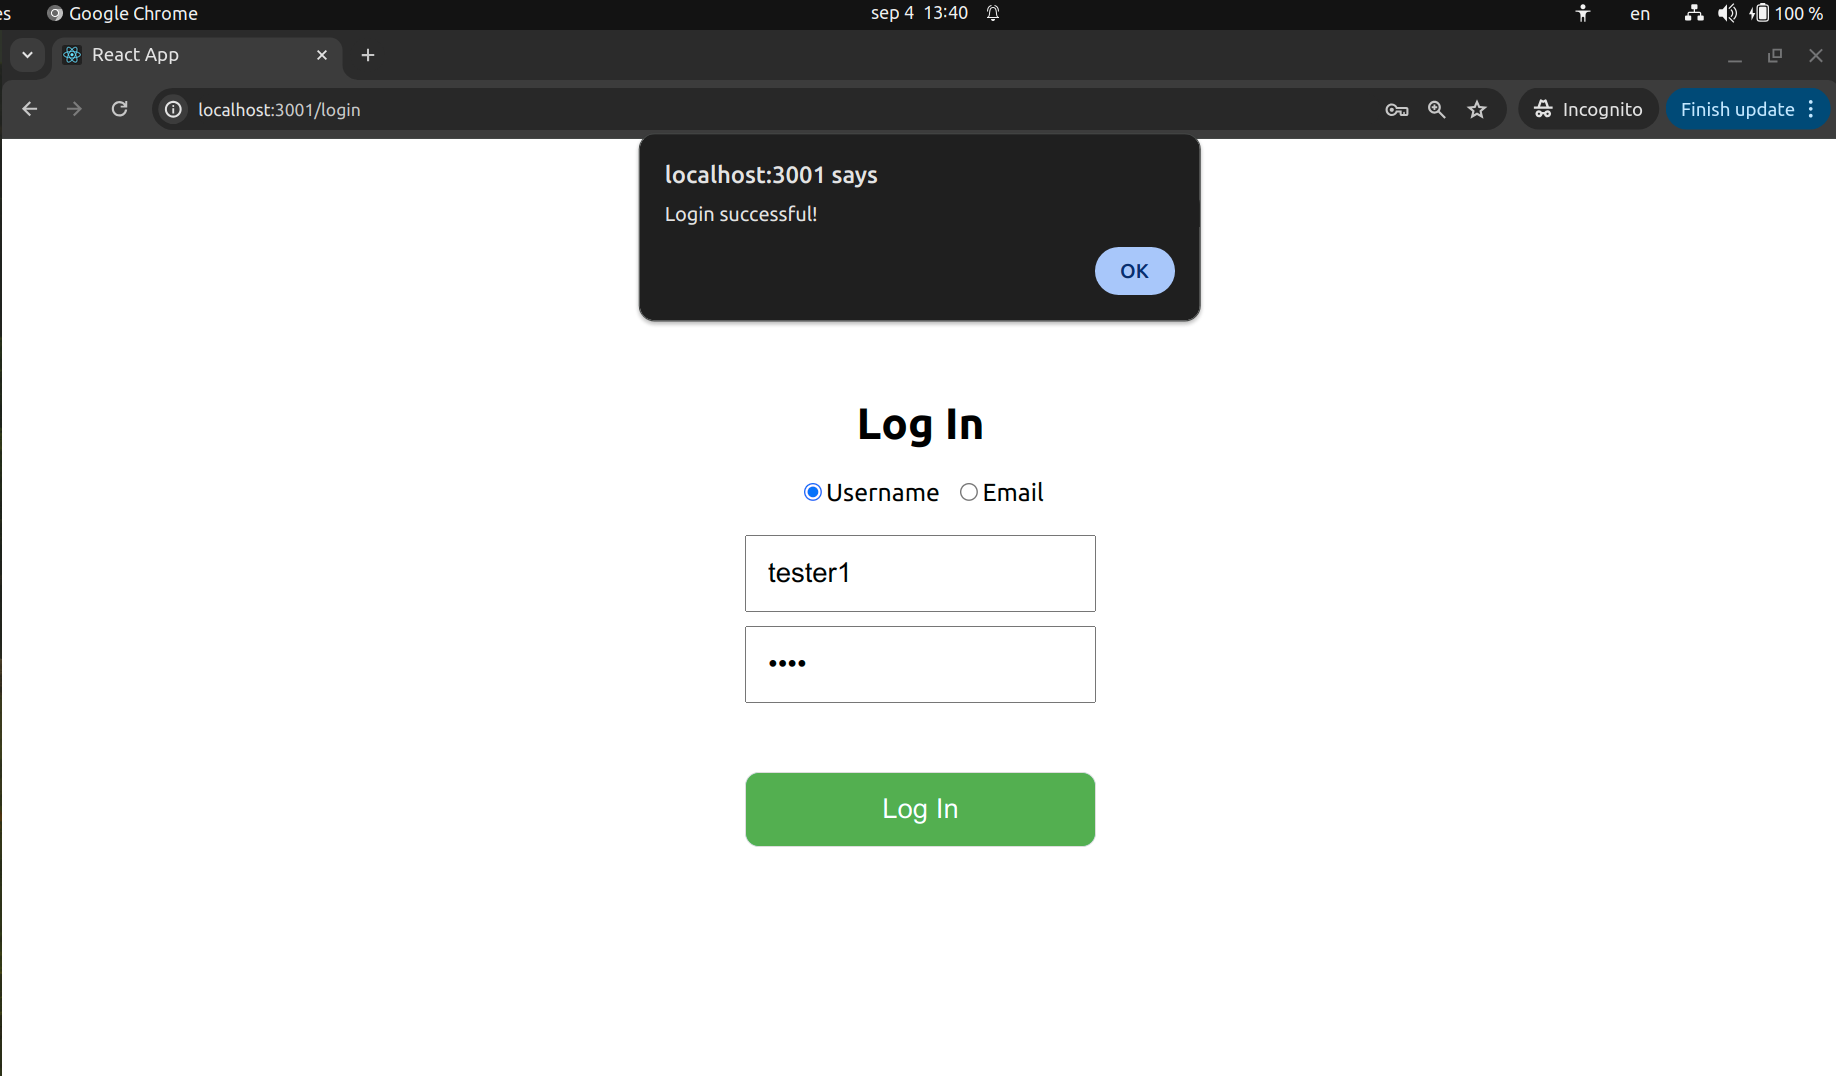 es Google Chrome sep 4 13:40 en 100 %
React App
localhost:3001/login Incognito Finish update
localhost:3001 says
Login successful!
OK
Log In
Username Email
tester1
••••
Log In